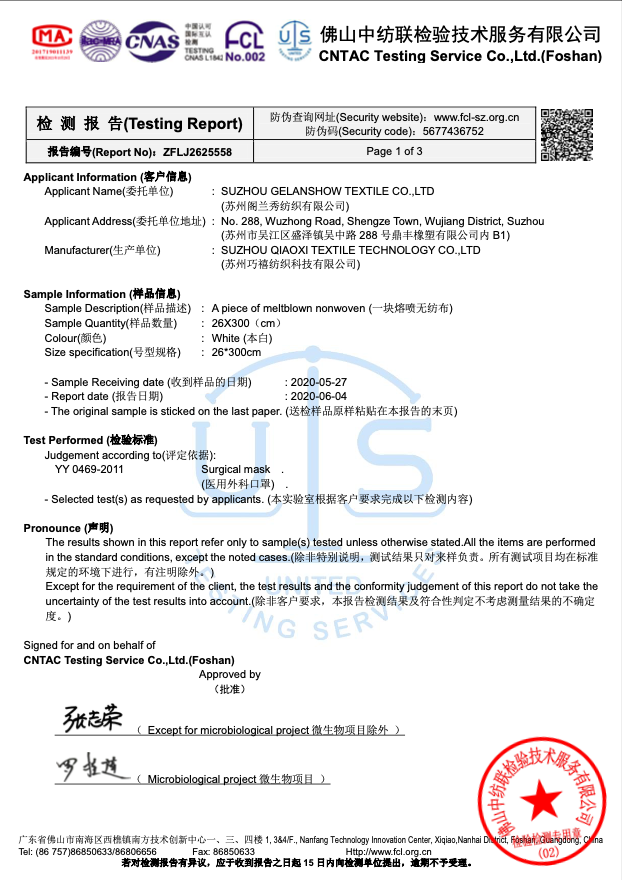 MA
201719011139
ilac-MRA
CNAS
中国认可
国际互认
检测
TESTING
CNAS L1842
FCL
No.002
UTS
佛山中纺联检验技术服务有限公司
CNTAC Testing Service Co.,Ltd.(Foshan)
检 测 报 告(Testing Report)
防伪查询网址(Security website): www.fcl-sz.org.cn
防伪码(Security code): 5677436752
报告编号(Report No): ZFLJ2625558
Page 1 of 3
Applicant Information (客户信息)
Applicant Name(委托单位) : SUZHOU GELANSHOW TEXTILE CO.,LTD
(苏州阁兰秀纺织有限公司)
Applicant Address(委托单位地址) : No. 288, Wuzhong Road, Shengze Town, Wujiang District, Suzhou
(苏州市吴江区盛泽镇吴中路 288 号鼎丰橡塑有限公司内 B1)
Manufacturer(生产单位) : SUZHOU QIAOXI TEXTILE TECHNOLOGY CO.,LTD
(苏州巧禧纺织科技有限公司)
Sample Information (样品信息)
Sample Description(样品描述) : A piece of meltblown nonwoven (一块熔喷无纺布)
Sample Quantity(样品数量) : 26X300（cm）
Colour(颜色) : White (本白)
Size specification(号型规格) : 26*300cm
- Sample Receiving date (收到样品的日期) : 2020-05-27
- Report date (报告日期) : 2020-06-04
- The original sample is sticked on the last paper. (送检样品原样粘贴在本报告的末页)
Test Performed (检验标准)
Judgement according to(评定依据):
YY 0469-2011 Surgical mask .
(医用外科口罩) .
- Selected test(s) as requested by applicants. (本实验室根据客户要求完成以下检测内容)
Pronounce (声明)
The results shown in this report refer only to sample(s) tested unless otherwise stated.All the items are performed
in the standard conditions, except the noted cases.(除非特别说明，测试结果只对来样负责。所有测试项目均在标准
规定的环境下进行，有注明除外。)
Except for the requirement of the client, the test results and the conformity judgement of this report do not take the
uncertainty of the test results into account.(除非客户要求，本报告检测结果及符合性判定不考虑测量结果的不确定
度。)
UTS
UNITED
TESTING SERVICES
Signed for and on behalf of
CNTAC Testing Service Co.,Ltd.(Foshan)
Approved by
（批准）
张志荣 （ Except for microbiological project 微生物项目除外 ）
（ Microbiological project 微生物项目 ）
佛山中纺联检验技术服务有限公司
检验检测专用章
(02)
广东省佛山市南海区西樵镇南方技术创新中心一、三、四楼 1, 3&4/F., Nanfang Technology Innovation Center, Xiqiao,Nanhai District, Foshan, Guangdong, China
Tel: (86 757)86850633/86806656 Fax: 86850633 Http://www.fcl.org.cn
若对检测报告有异议，应于收到报告之日起 15 日内向检测单位提出，逾期不予受理。